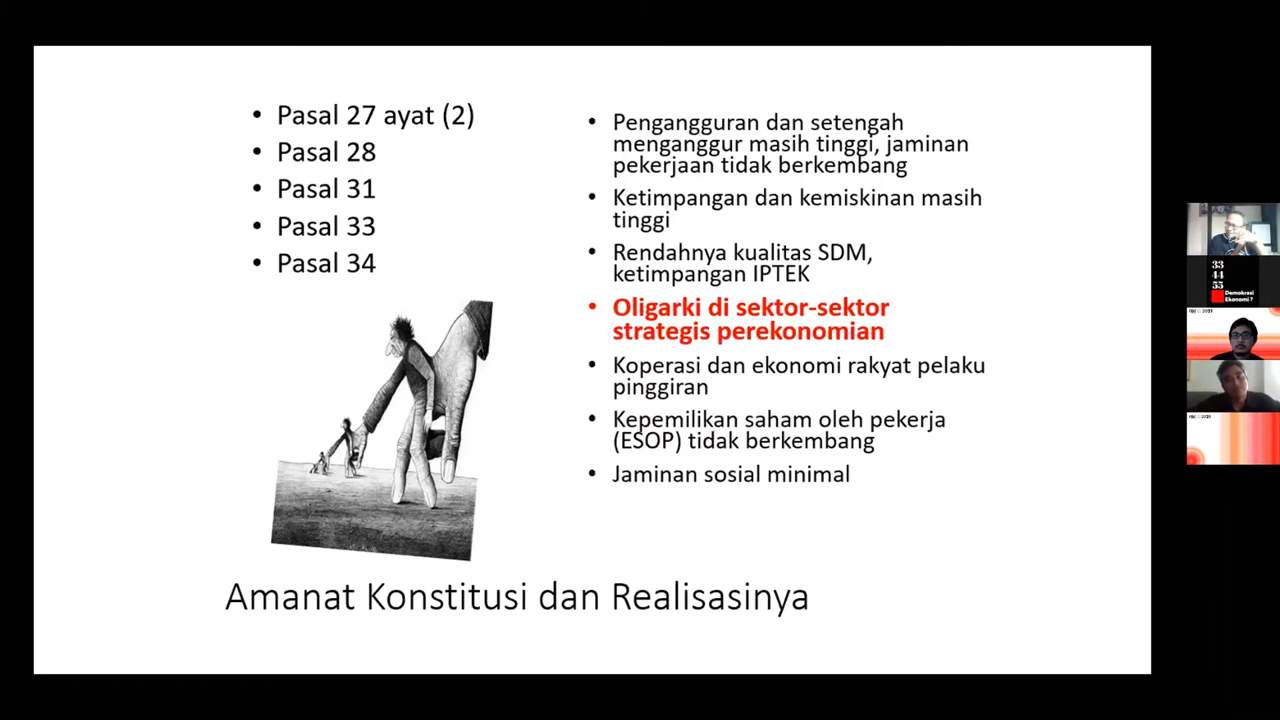 • Pasal 27 ayat (2)
• Pasal 28
• Pasal 31
• Pasal 33
• Pasal 34
• Pengangguran dan setengah
menganggur masih tinggi, jaminan
pekerjaan tidak berkembang
• Ketimpangan dan kemiskinan masih
tinggi
• Rendahnya kualitas SDM,
ketimpangan IPTEK
• Oligarki di sektor-sektor
strategis perekonomian
• Koperasi dan ekonomi rakyat pelaku
pinggiran
• Kepemilikan saham oleh pekerja
(ESOP) tidak berkembang
• Jaminan sosial minimal
Amanat Konstitusi dan Realisasinya
33
44
55
Demokrasi
Ekonomi?
2021
2021